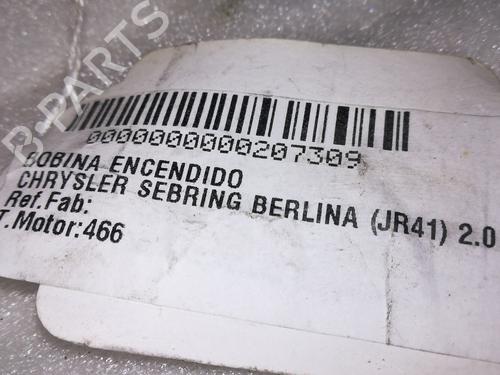 B-PARTS
0000000000207309
BOBINA ENCENDIDO
CHRYSLER SEBRING BERLINA (JR41) 2.0
Ref.Fab:
T.Motor:466